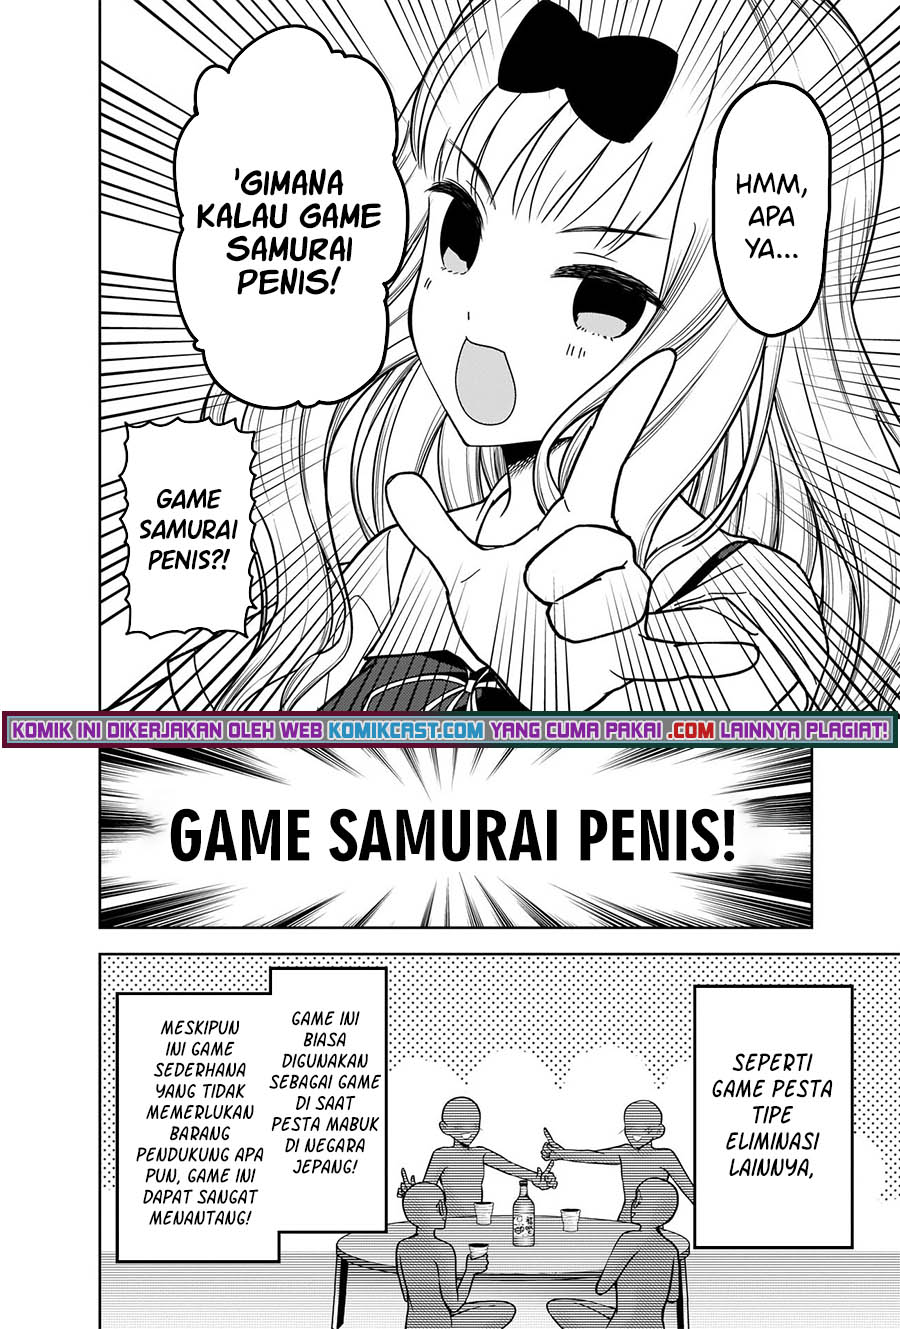 HMM,
APA
YA...
'GIMANA
KALAU GAME
SAMURAI
PENIS!
GAME
SAMURAI
PENIS?!
KOMIK INI DIKERJAKAN OLEH WEB KOMIKCAST.COM YANG CUMA PAKAI .COM LAINNYA PLAGIAT!
GAME SAMURAI PENIS!
SEPERTI
GAME PESTA
TIPE
ELIMINASI
LAINNYA,
GAME INI
BIASA
DIGUNAKAN
SEBAGAI GAME
DI SAAT
PESTA MABUK
DI NEGARA
JEPANG!
MESKIPUN
INI GAME
SEDERHANA
YANG TIDAK
MEMERLUKAN
BARANG
PENDUKUNG APA
PUN, GAME INI
DAPAT SANGAT
MENANTANG!